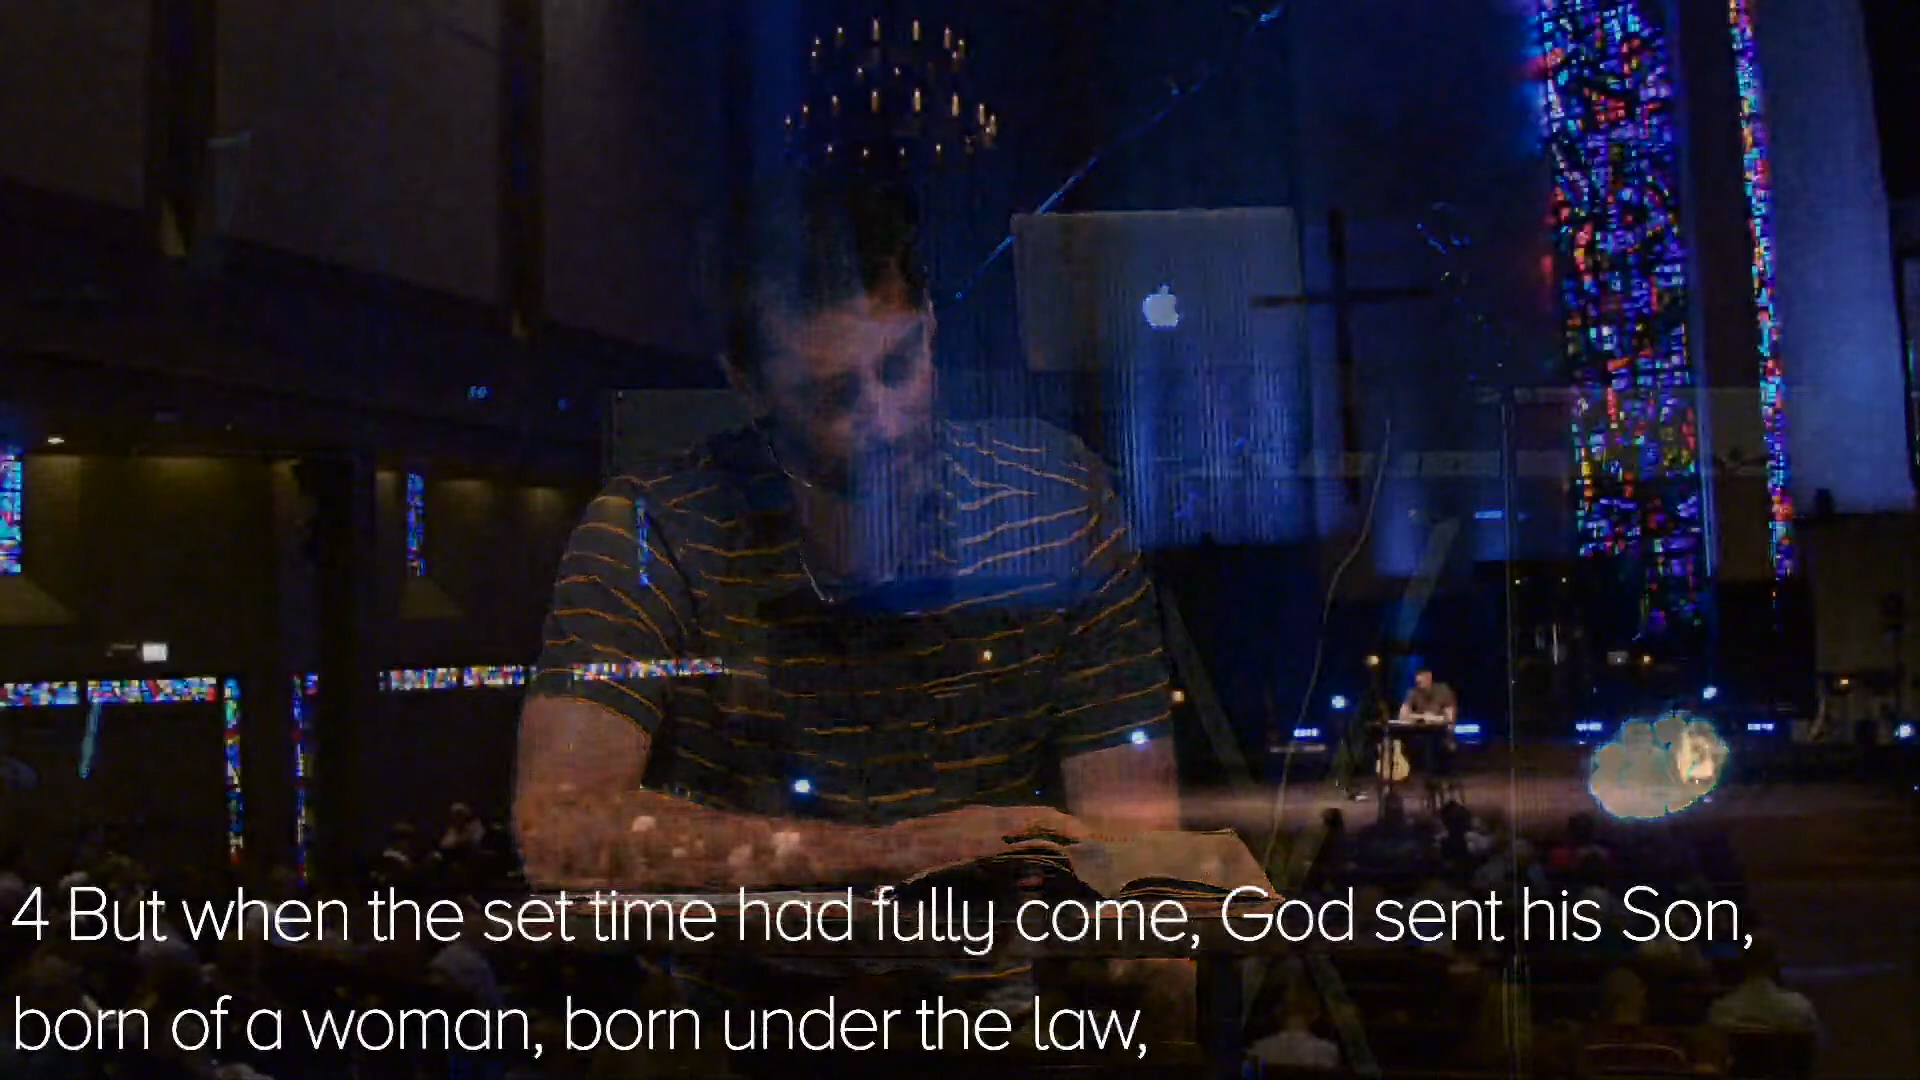 4 But when the set time had fully come, God sent his Son,
born of a woman, born under the law,